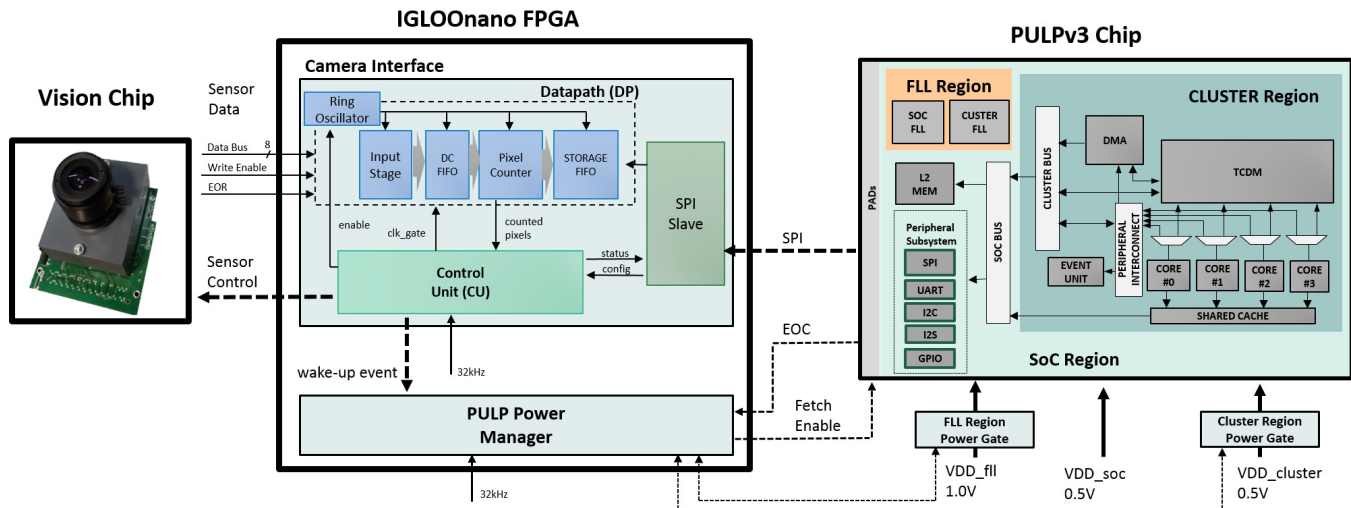 IGLOOnano FPGA
PULPv3 Chip
Vision Chip
Sensor
Data
Data Bus
8
Write Enable
EOR
Sensor
Control
Camera Interface
Datapath (DP)
Ring
Oscillator
Input
Stage
DC
FIFO
Pixel
Counter
STORAGE
FIFO
SPI
Slave
enable
clk_gate
counted
pixels
status
config
Control
Unit (CU)
wake-up event
32kHz
PULP Power
Manager
32kHz
SPI
EOC
Fetch
Enable
PADs
FLL Region
SOC
FLL
CUSTER
FLL
L2
MEM
Peripheral
Subsystem
SPI
UART
I2C
I2S
GPIO
SOC BUS
CLUSTER Region
CLUSTER BUS
DMA
TCDM
PERIPHERAL
INTERCONNECT
EVENT
UNIT
CORE
#0
CORE
#1
CORE
#2
CORE
#3
SHARED CACHE
SoC Region
FLL Region
Power Gate
Cluster Region
Power Gate
VDD_fll
1.0V
VDD_soc
0.5V
VDD_cluster
0.5V